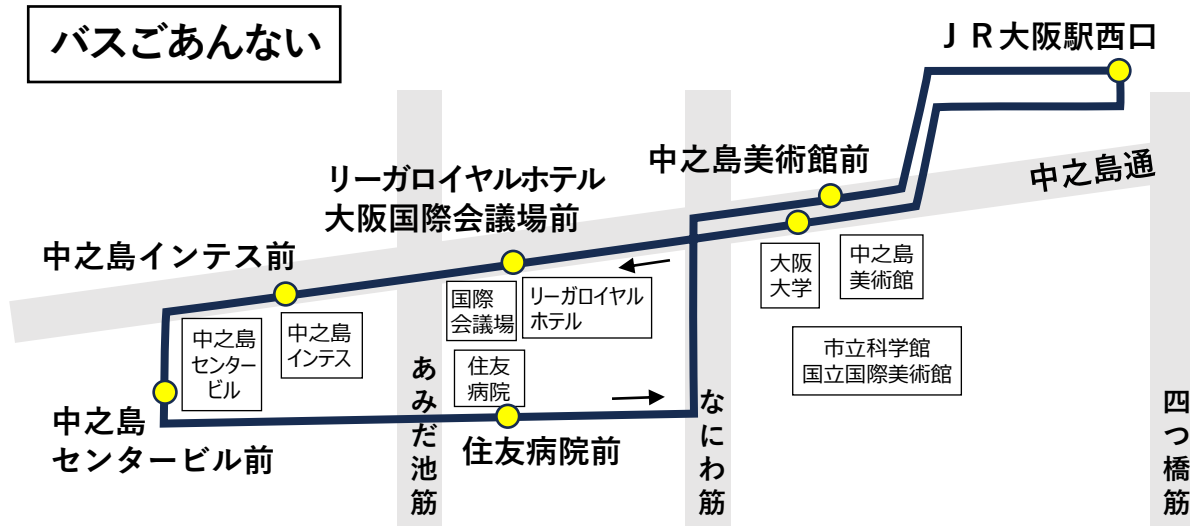 バスごあんない
ＪＲ大阪駅西口
中之島美術館前
中之島通
リーガロイヤルホテル
大阪国際会議場前
中之島インテス前
大阪
大学
中之島
美術館
国際
会議場
リーガロイヤル
ホテル
中之島
センター
ビル
中之島
インテス
市立科学館
国立国際美術館
住友
病院
中之島
センタービル前
住友病院前
あみだ池筋
なにわ筋
四つ橋筋